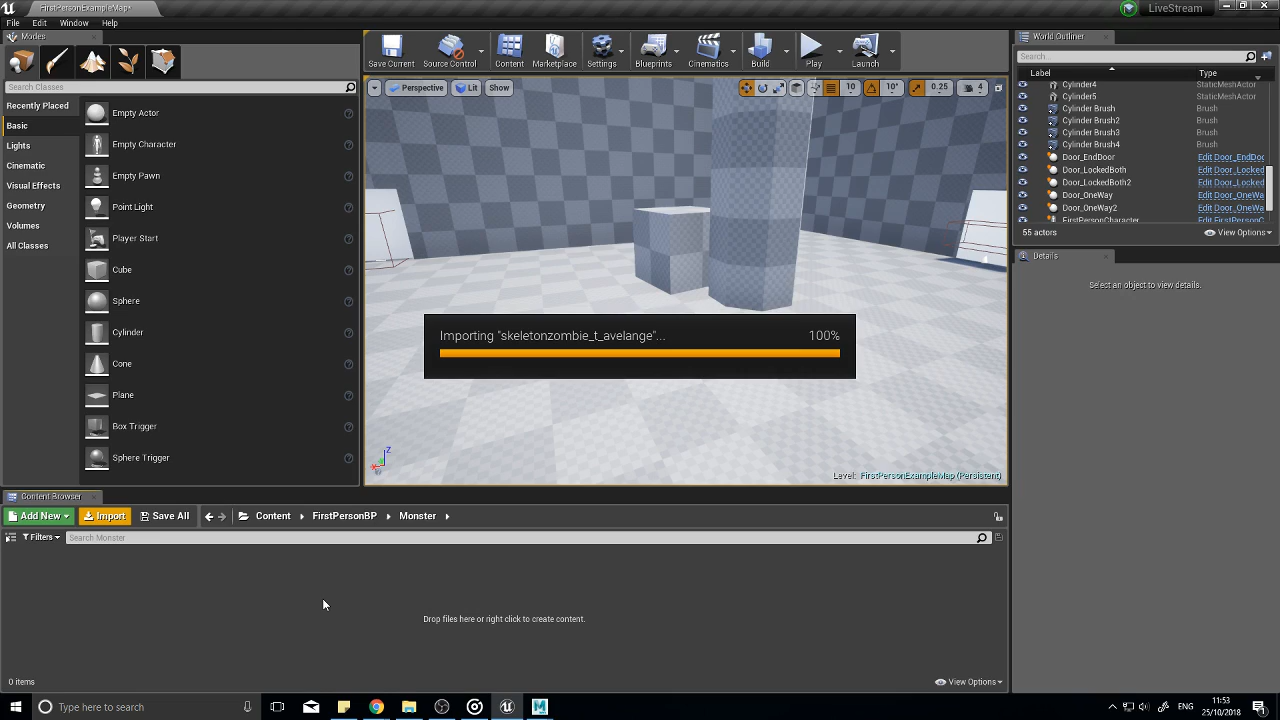 FirstPersonExampleMap*
LiveStream
File Edit Window Help
Modes
Search Classes
Recently Placed
Basic
Lights
Cinematic
Visual Effects
Geometry
Volumes
All Classes
Empty Actor
Empty Character
Empty Pawn
Point Light
Player Start
Cube
Sphere
Cylinder
Cone
Plane
Box Trigger
Sphere Trigger
Save Current Source Control Content Marketplace Settings Blueprints Cinematics Build Play Launch
Perspective Lit Show
10 10° 0.25 4
Importing "skeletonzombie_t_avelange"... 100%
Z
Level: FirstPersonExampleMap (Persistent)
World Outliner
Search...
Label Type
Cylinder4 StaticMeshActor
Cylinder5 StaticMeshActor
Cylinder Brush Brush
Cylinder Brush2 Brush
Cylinder Brush3 Brush
Cylinder Brush4 Brush
Door_EndDoor Edit Door_EndDoo
Door_LockedBoth Edit Door_Locked
Door_LockedBoth2 Edit Door_Locked
Door_OneWay Edit Door_OneWa
Door_OneWay2 Edit Door_OneWa
FirstPersonCharacter Edit FirstPersonC
55 actors View Options
Details
Select an object to view details.
Content Browser
Add New Import Save All Content FirstPersonBP Monster
Filters Search Monster
Drop files here or right click to create content.
0 items View Options
Type here to search
ENG
11:53
25/10/2018